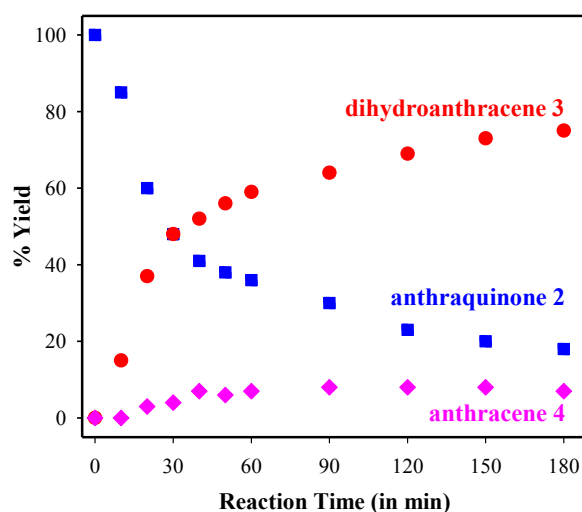 100
80
60
40
20
0
% Yield
dihydroanthracene 3
anthraquinone 2
anthracene 4
0 30 60 90 120 150 180
Reaction Time (in min)